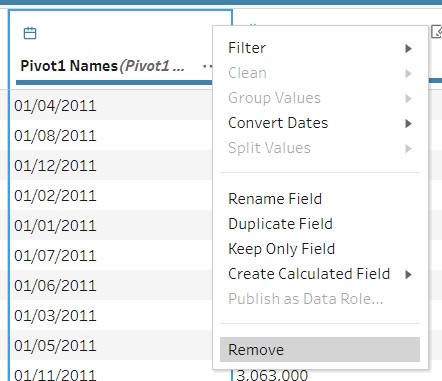 Pivot1 Names(Pivot1 ...
01/04/2011
01/08/2011
01/12/2011
01/02/2011
01/01/2011
01/07/2011
01/06/2011
01/03/2011
01/05/2011
01/11/2011
Filter
Clean
Group Values
Convert Dates
Split Values
Rename Field
Duplicate Field
Keep Only Field
Create Calculated Field
Publish as Data Role...
Remove
3,063,000